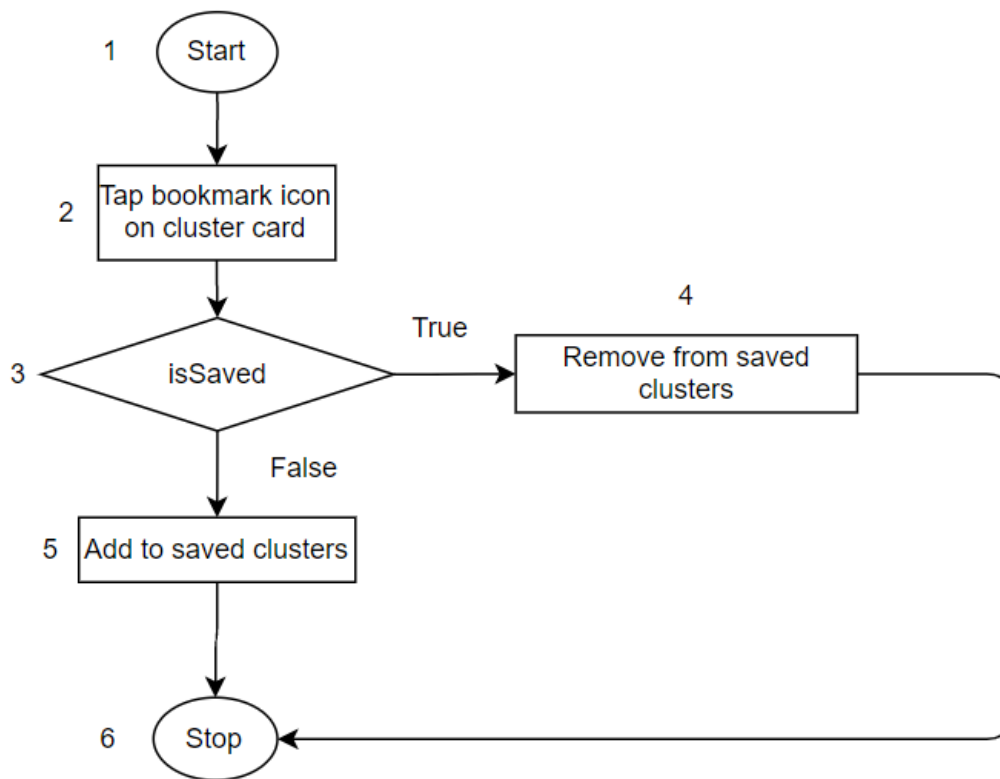 1
Start
2
Tap bookmark icon
on cluster card
3
isSaved
True
4
Remove from saved
clusters
False
5
Add to saved clusters
6
Stop